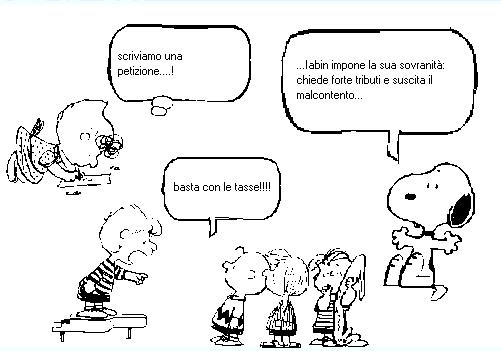 scriviamo una
petizione....!
...Iabin impone la sua sovranità:
chiede forte tributi e suscita il
malcontento...
basta con le tasse!!!!